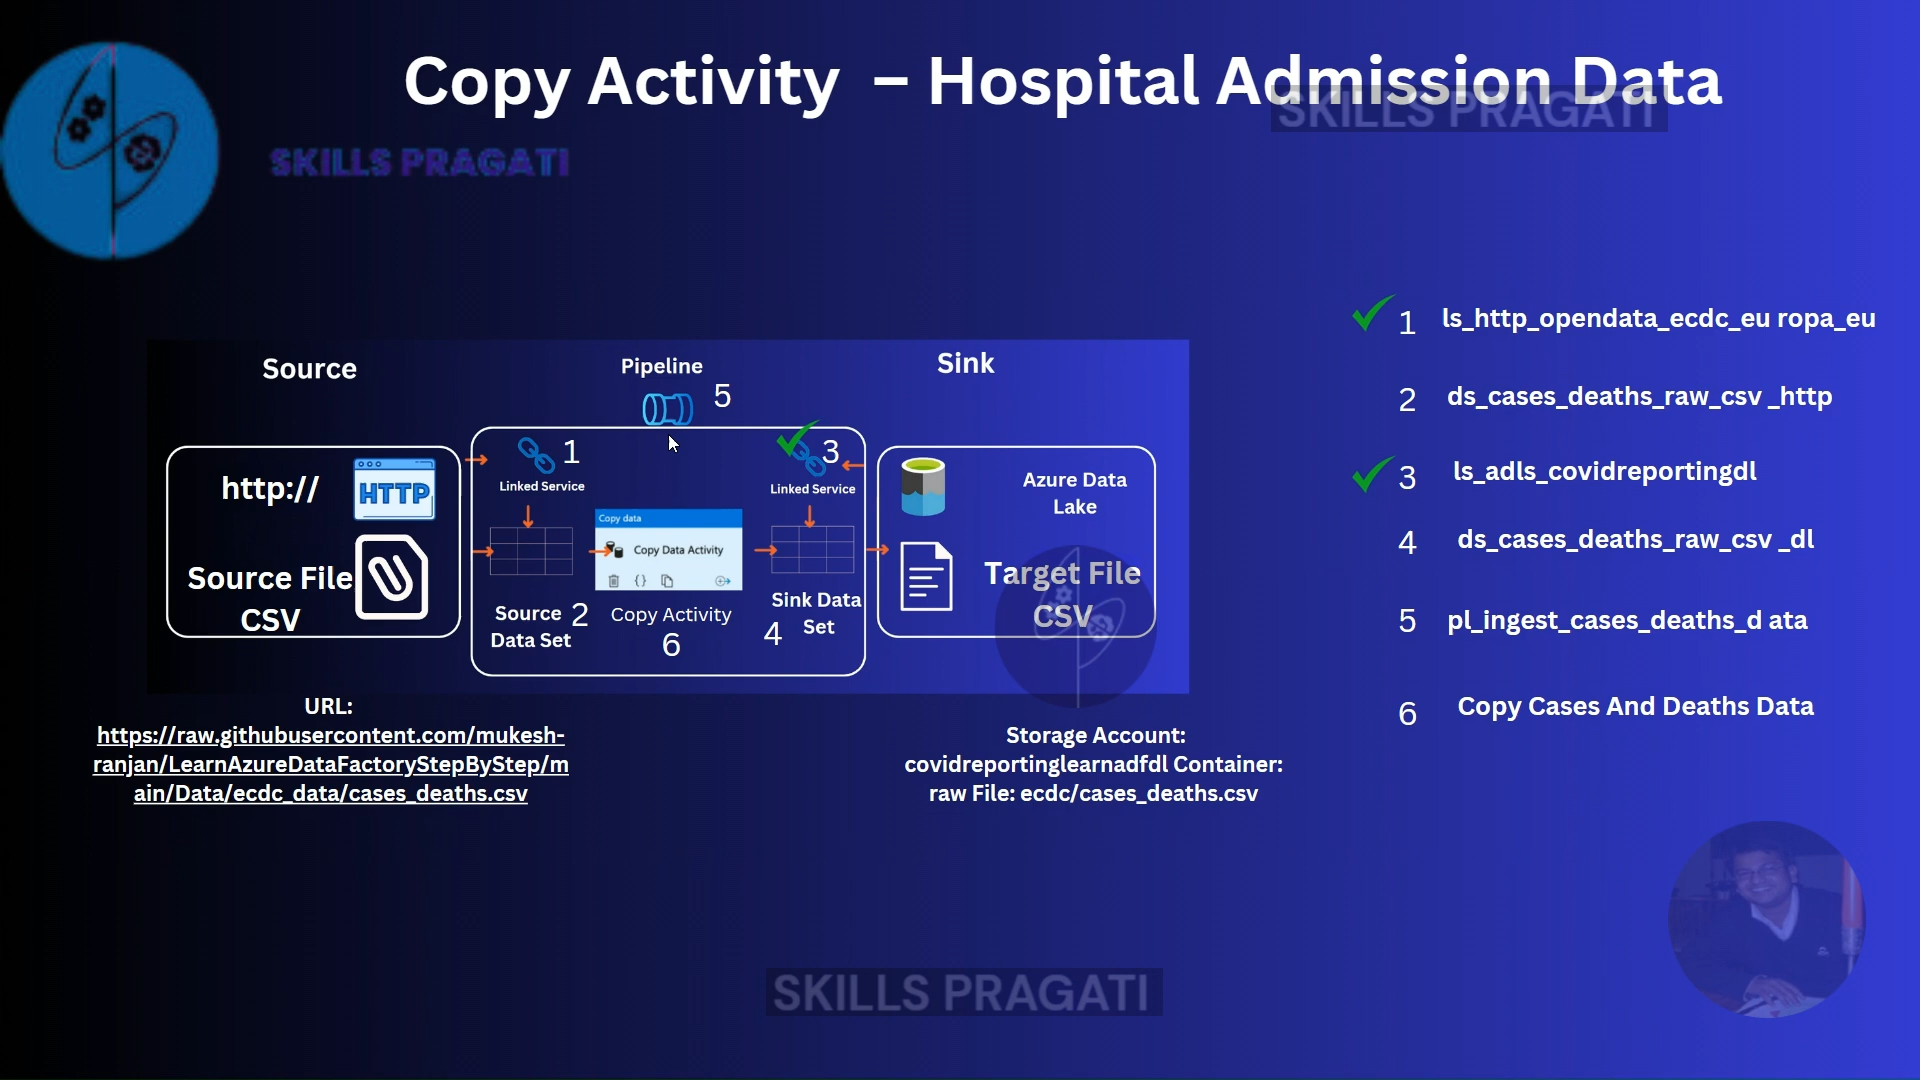 Copy Activity – Hospital Admission Data
SKILLS PRAGATI
SKILLS PRAGATI
Source
Pipeline
5
Sink
http://
HTTP
Source File
CSV
1
Linked Service
3
Linked Service
Copy data
Copy Data Activity
Source 2
Data Set
Copy Activity
6
Sink Data
4 Set
Azure Data
Lake
Target File
CSV
URL:
https://raw.githubusercontent.com/mukesh-
ranjan/LearnAzureDataFactoryStepByStep/m
ain/Data/ecdc_data/cases_deaths.csv
Storage Account:
covidreportinglearnadfdl Container:
raw File: ecdc/cases_deaths.csv
1 ls_http_opendata_ecdc_eu ropa_eu
2 ds_cases_deaths_raw_csv _http
3 ls_adls_covidreportingdl
4 ds_cases_deaths_raw_csv _dl
5 pl_ingest_cases_deaths_d ata
6 Copy Cases And Deaths Data
SKILLS PRAGATI